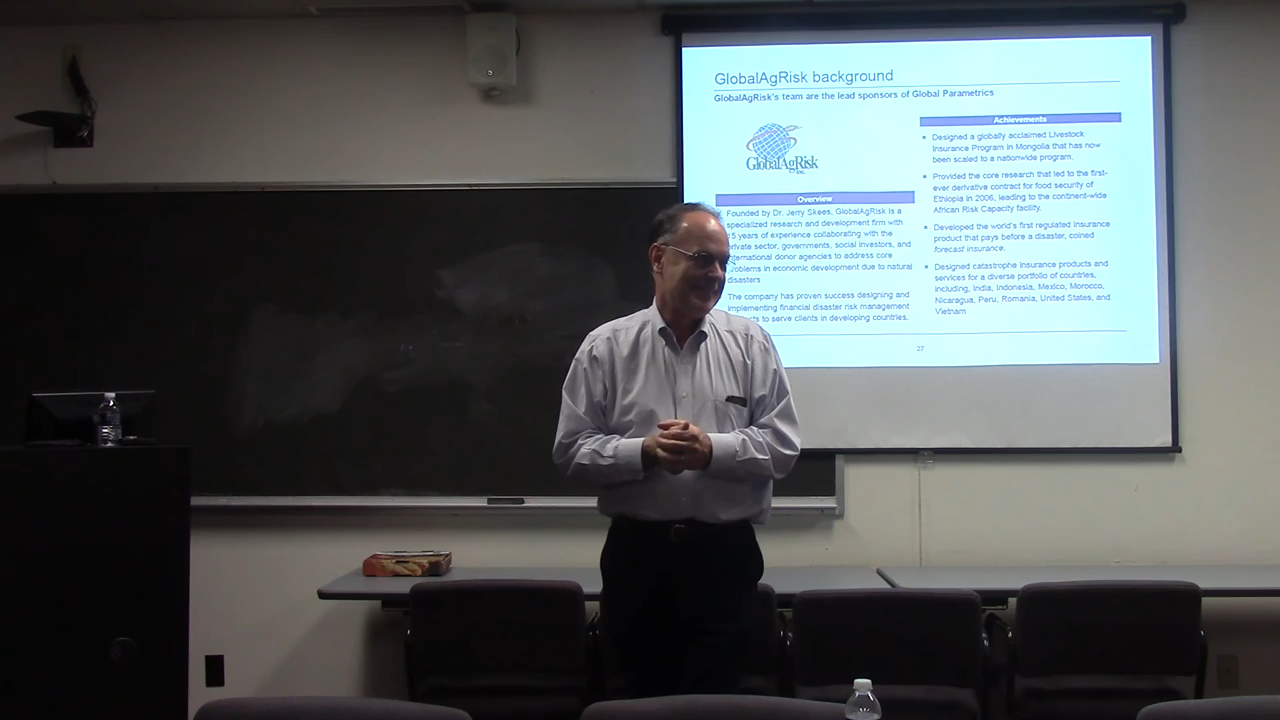 GlobalAgRisk background
GlobalAgRisk's team are the lead sponsors of Global Parametrics
GlobalAgRisk
Inc.
Overview
Founded by Dr. Jerry Skees, GlobalAgRisk is a
specialized research and development firm with
15 years of experience collaborating with the
private sector, governments, social investors, and
international donor agencies to address core
problems in economic development due to natural
disasters
The company has proven success designing and
implementing financial disaster risk management
to serve clients in developing countries.
Achievements
Designed a globally acclaimed Livestock
Insurance Program in Mongolia that has now
been scaled to a nationwide program.
Provided the core research that led to the first-
ever derivative contract for food security of
Ethiopia in 2006, leading to the continent-wide
African Risk Capacity facility.
Developed the world's first regulated insurance
product that pays before a disaster, coined
forecast insurance.
Designed catastrophe insurance products and
services for a diverse portfolio of countries,
including, India, Indonesia, Mexico, Morocco,
Nicaragua, Peru, Romania, United States, and
Vietnam
27